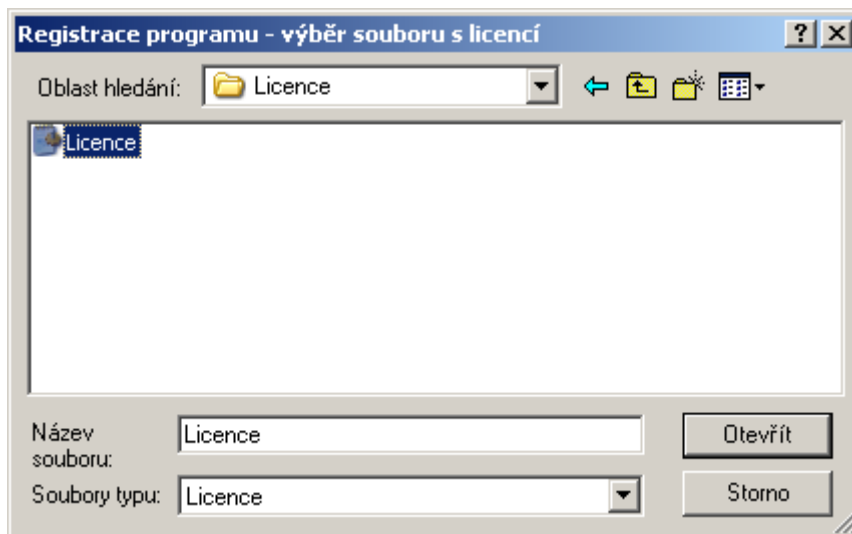 Registrace programu - výběr souboru s licencí
Oblast hledání: Licence
Licence
Název souboru: Licence
Otevřít
Soubory typu: Licence
Storno